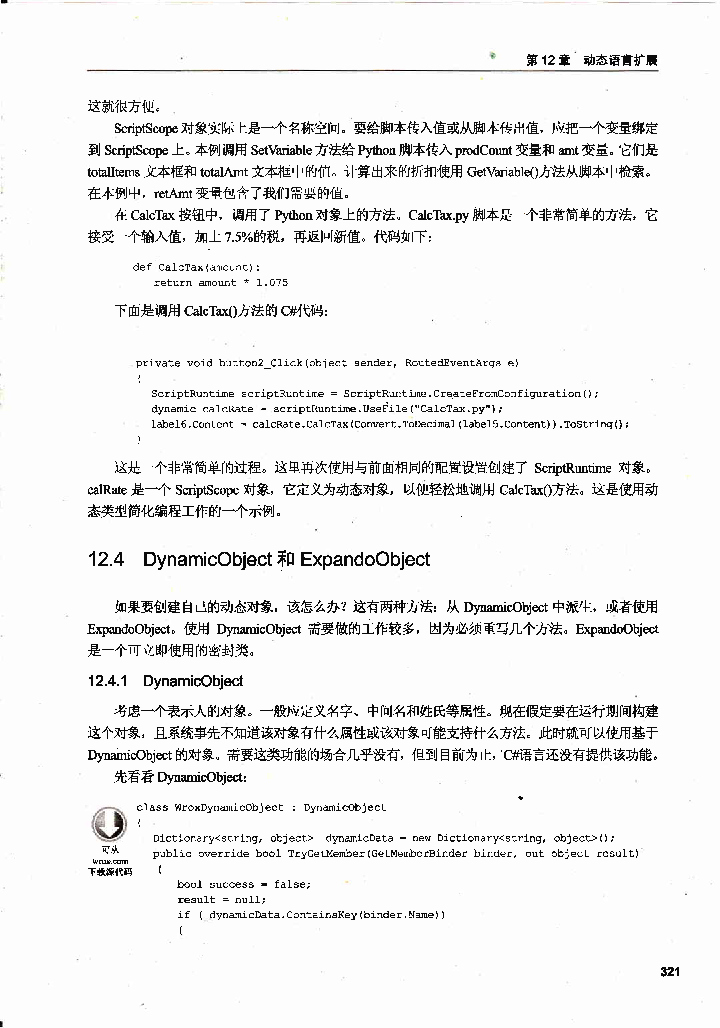 第 12 章 动态语言扩展
这就很方便。
ScriptScope 对象实际上是一个名称空间。要给脚本传入值或从脚本传出值，应把一个变量绑定
到 ScriptScope 上。本例调用 SetVariable 方法给 Python 脚本传入 prodCount 变量和 amt 变量。它们是
totalItems 文本框和 totalAmt 文本框中的值。计算出来的折扣使用 GetVariable()方法从脚本中检索。
在本例中，retAmt 变量包含了我们需要的值。
在 CalcTax 按钮中，调用了 Python 对象上的方法。CalcTax.py 脚本是一个非常简单的方法，它
接受一个输入值，加上 7.5%的税，再返回新值。代码如下：
def CalcTax(amount):
return amount * 1.075
下面是调用 CalcTax()方法的 C#代码：
private void button2_Click(object sender, RoutedEventArgs e)
{
ScriptRuntime scriptRuntime = ScriptRuntime.CreateFromConfiguration();
dynamic calcRate = scriptRuntime.UseFile("CalcTax.py");
label6.Content = calcRate.CalcTax(Convert.ToDecimal(label5.Content)).ToString();
}
这是一个非常简单的过程。这里再次使用与前面相同的配置设置创建了 ScriptRuntime 对象。
calRate 是一个 ScriptScope 对象，它定义为动态对象，以便轻松地调用 CalcTax()方法。这是使用动
态类型简化编程工作的一个示例。
12.4 DynamicObject 和 ExpandoObject
如果要创建自己的动态对象，该怎么办？这有两种方法：从 DynamicObject 中派生，或者使用
ExpandoObject。使用 DynamicObject 需要做的工作较多，因为必须重写几个方法。ExpandoObject
是一个可立即使用的密封类。
12.4.1 DynamicObject
考虑一个表示人的对象。一般应定义名字、中间名和姓氏等属性。现在假定要在运行期间构建
这个对象，且系统事先不知道该对象有什么属性或该对象可能支持什么方法。此时就可以使用基于
DynamicObject 的对象。需要这类功能的场合几乎没有，但到目前为止，C#语言还没有提供该功能。
先看看 DynamicObject：
class WroxDynamicObject : DynamicObject
{
Dictionary<string, object> _dynamicData = new Dictionary<string, object>();
public override bool TryGetMember(GetMemberBinder binder, out object result)
{
bool success = false;
result = null;
if (_dynamicData.ContainsKey(binder.Name))
{
可从
wrox.com
下载源代码
321